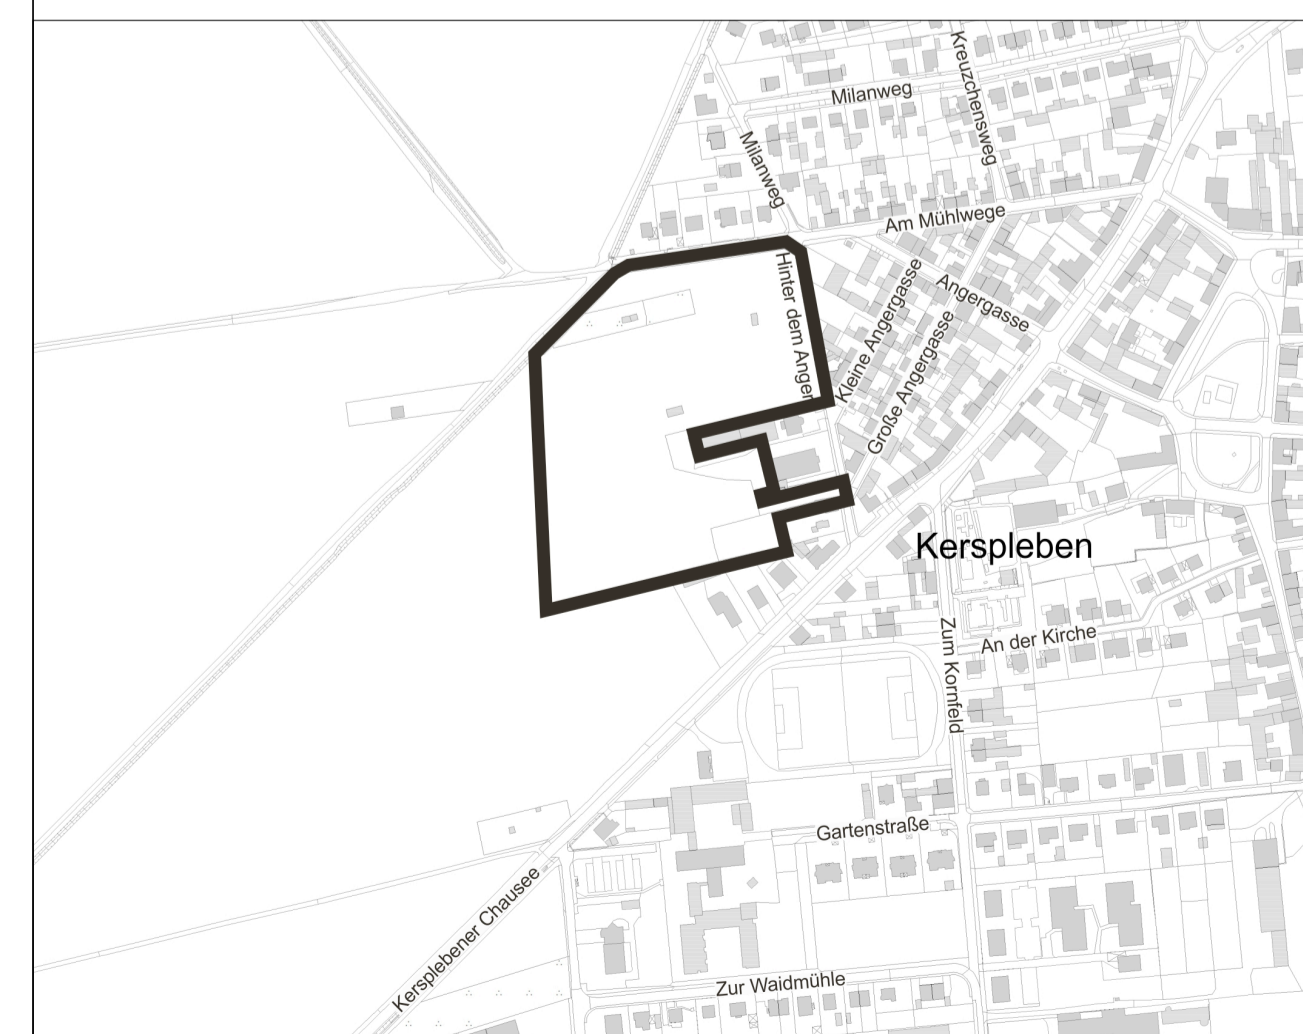 Kreuzchensweg
Milanweg
Milanweg
Am Mühlwege
Hinter dem Anger
Kleine Angergasse
Angergasse
Große Angergasse
Kerspleben
Zum Kornfeld
An der Kirche
Gartenstraße
Kersplebener Chausee
Zur Waidmühle